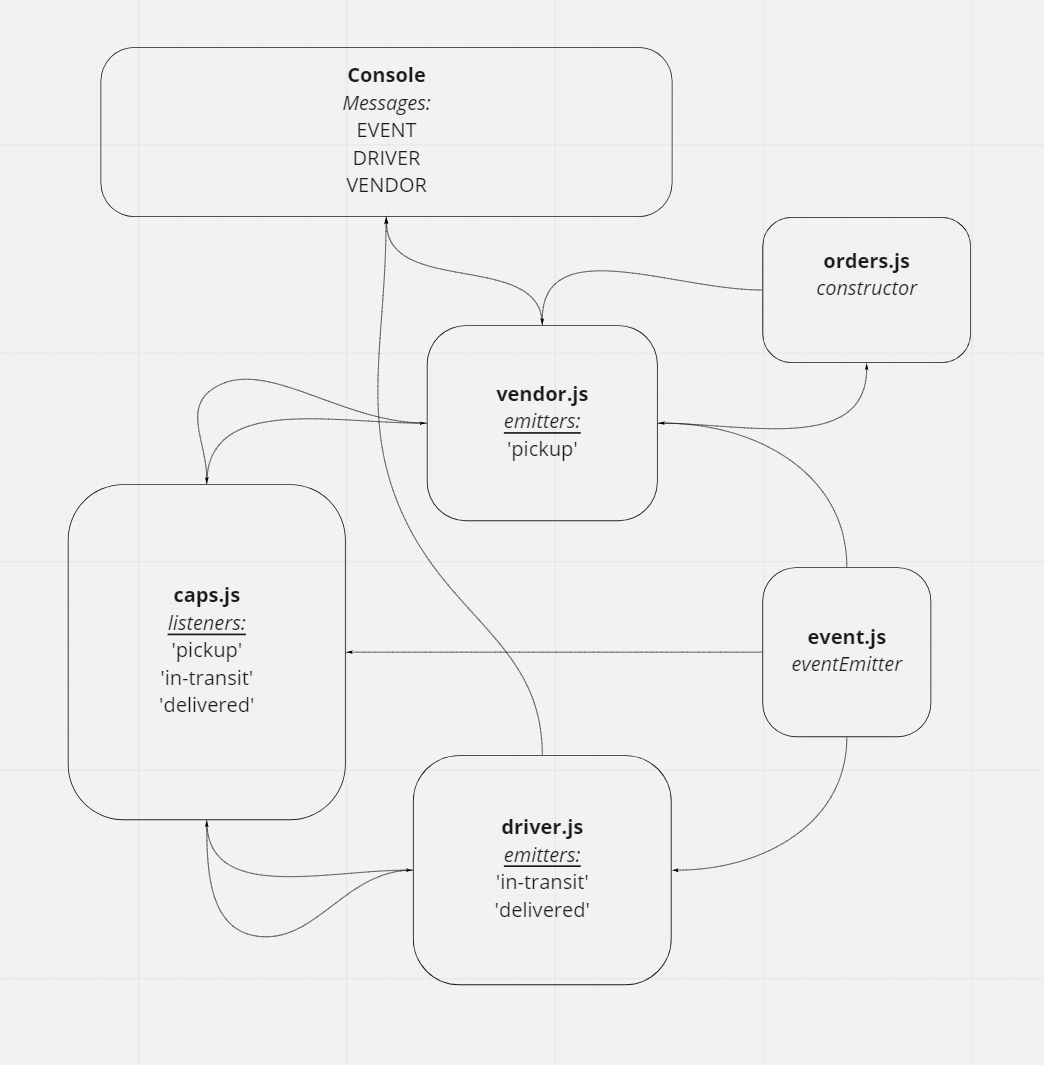 Console
Messages:
EVENT
DRIVER
VENDOR
orders.js
constructor
vendor.js
emitters:
'pickup'
caps.js
listeners:
'pickup'
'in-transit'
'delivered'
event.js
eventEmitter
driver.js
emitters:
'in-transit'
'delivered'